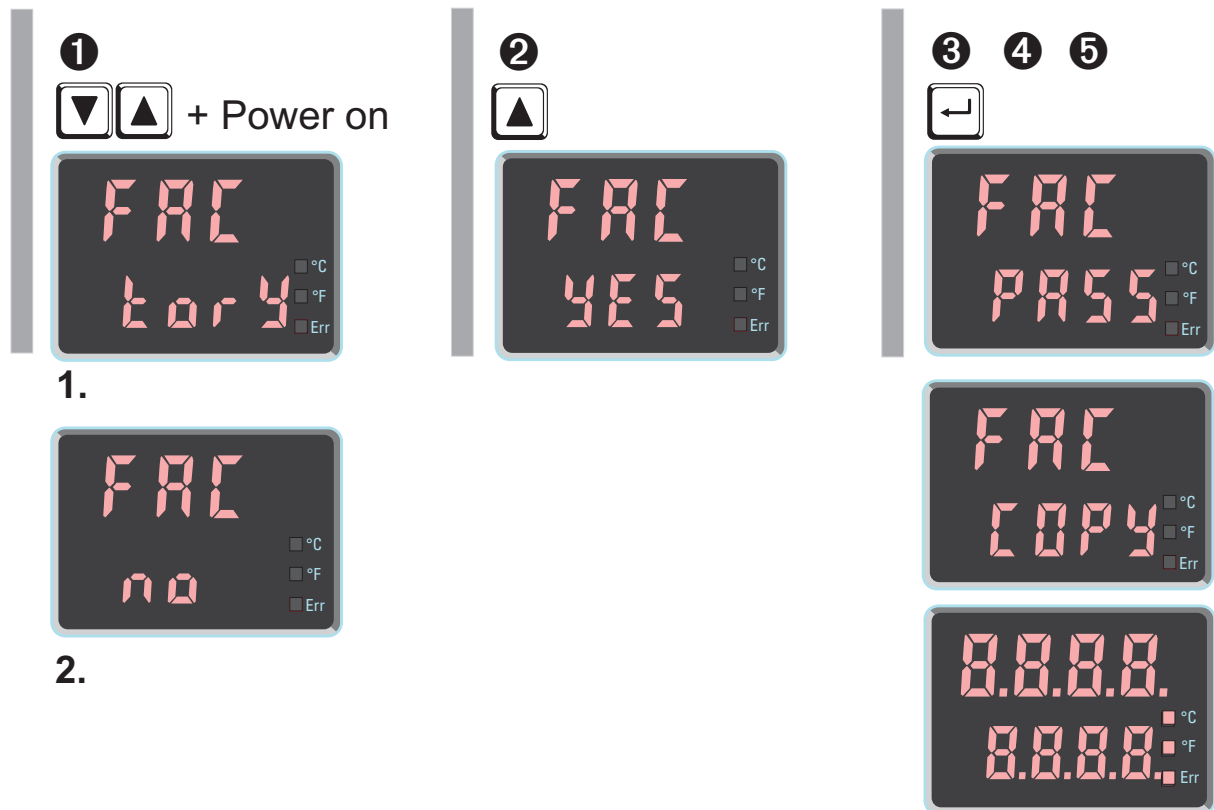 ❶
+ Power on
FAC
torY
°C
°F
Err
1.
FAC
no
°C
°F
Err
2.
❷
FAC
YES
°C
°F
Err
❸ ❹ ❺
FAC
PASS
°C
°F
Err
FAC
COPY
°C
°F
Err
8.8.8.8.
8.8.8.8.
°C
°F
Err